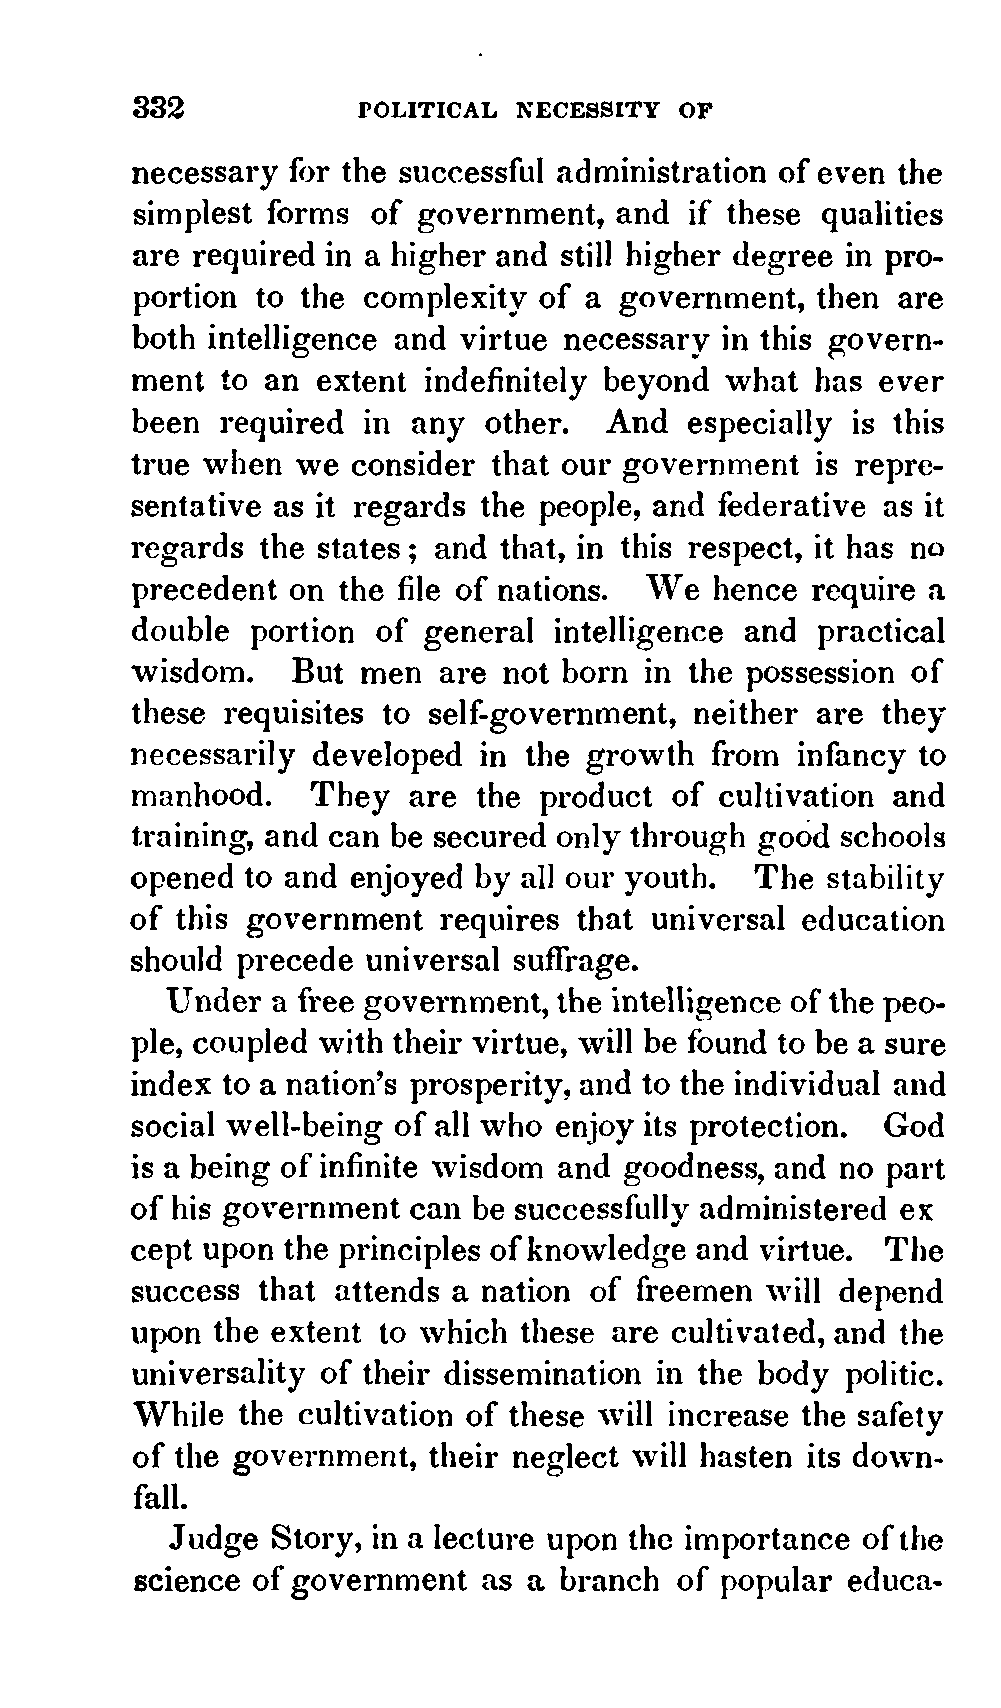 332 POLITICAL NECESSITY OF
necessary for the successful administration of even the
simplest forms of government, and if these qualities
are required in a higher and still higher degree in pro-
portion to the complexity of a government, then are
both intelligence and virtue necessary in this govern-
ment to an extent indefinitely beyond what has ever
been required in any other. And especially is this
true when we consider that our government is repre-
sentative as it regards the people, and federative as it
regards the states; and that, in this respect, it has no
precedent on the file of nations. We hence require a
double portion of general intelligence and practical
wisdom. But men are not born in the possession of
these requisites to self-government, neither are they
necessarily developed in the growth from infancy to
manhood. They are the product of cultivation and
training, and can be secured only through good schools
opened to and enjoyed by all our youth. The stability
of this government requires that universal education
should precede universal suffrage.
Under a free government, the intelligence of the peo-
ple, coupled with their virtue, will be found to be a sure
index to a nation's prosperity, and to the individual and
social well-being of all who enjoy its protection. God
is a being of infinite wisdom and goodness, and no part
of his government can be successfully administered ex
cept upon the principles of knowledge and virtue. The
success that attends a nation of freemen will depend
upon the extent to which these are cultivated, and the
universality of their dissemination in the body politic.
While the cultivation of these will increase the safety
of the government, their neglect will hasten its down-
fall.
Judge Story, in a lecture upon the importance of the
science of government as a branch of popular educa-